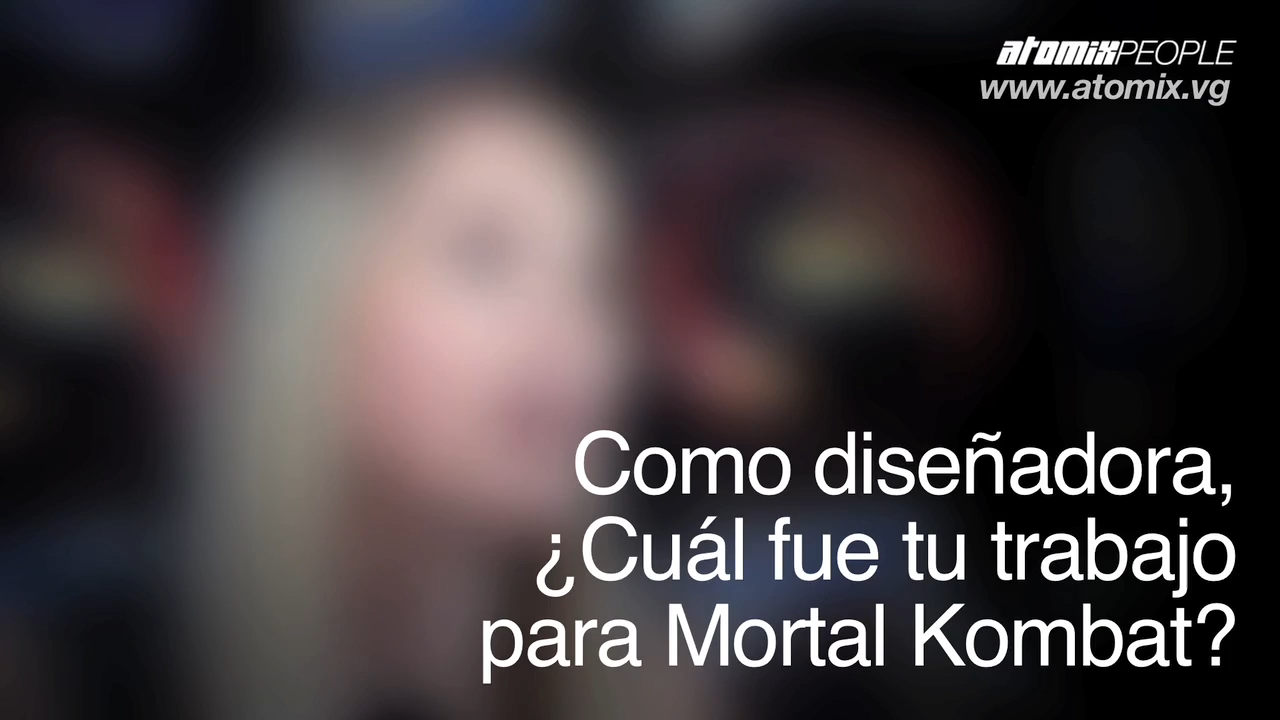 atomixPEOPLE
www.atomix.vg
Como diseñadora,
¿Cuál fue tu trabajo
para Mortal Kombat?